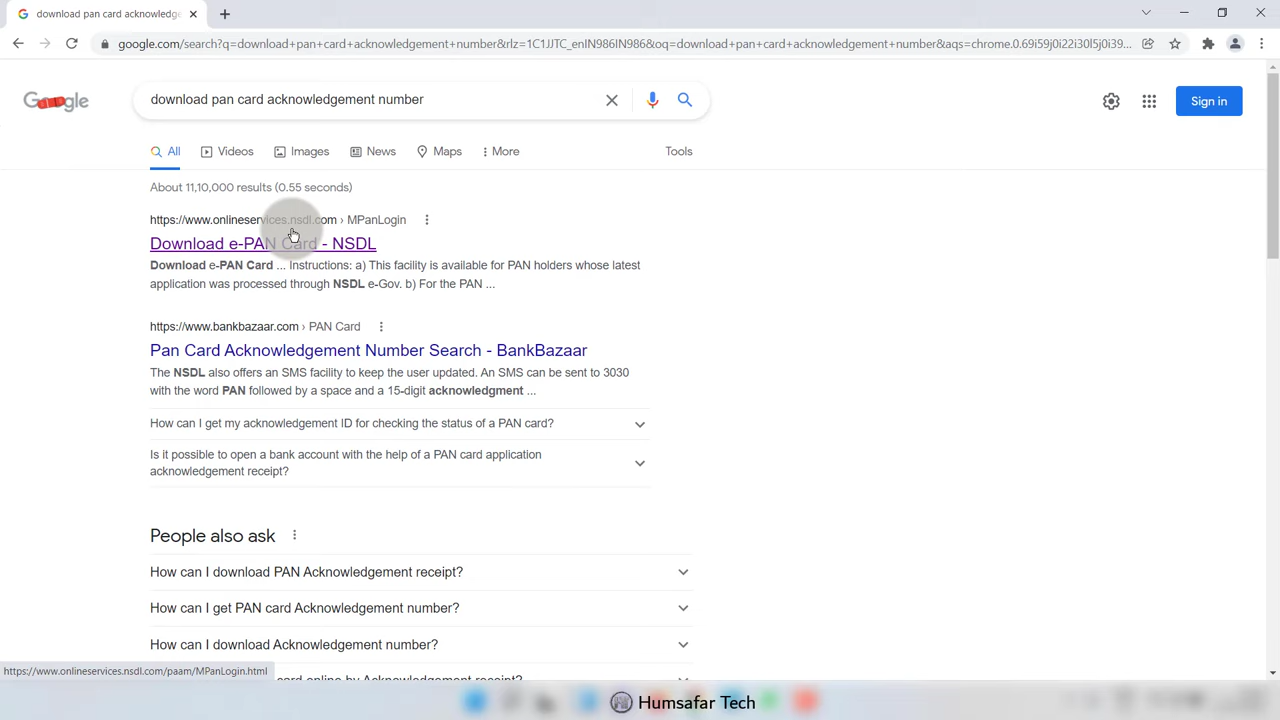 download pan card acknowledge
google.com/search?q=download+pan+card+acknowledgement+number&rlz=1C1JJTC_enIN986IN986&oq=download+pan+card+acknowledgement+number&aqs=chrome.0.69i59j0i22i30l5j0i39...
Google
download pan card acknowledgement number
Sign in
All
Videos
Images
News
Maps
More
Tools
About 11,10,000 results (0.55 seconds)
https://www.onlineservices.nsdl.com › MPanLogin
Download e-PAN Card - NSDL
Download e-PAN Card ... Instructions: a) This facility is available for PAN holders whose latest
application was processed through NSDL e-Gov. b) For the PAN ...
https://www.bankbazaar.com › PAN Card
Pan Card Acknowledgement Number Search - BankBazaar
The NSDL also offers an SMS facility to keep the user updated. An SMS can be sent to 3030
with the word PAN followed by a space and a 15-digit acknowledgment ...
How can I get my acknowledgement ID for checking the status of a PAN card?
Is it possible to open a bank account with the help of a PAN card application
acknowledgement receipt?
People also ask
How can I download PAN Acknowledgement receipt?
How can I get PAN card Acknowledgement number?
How can I download Acknowledgement number?
card online by Acknowledgement receipt?
https://www.onlineservices.nsdl.com/paam/MPanLogin.html
Humsafar Tech